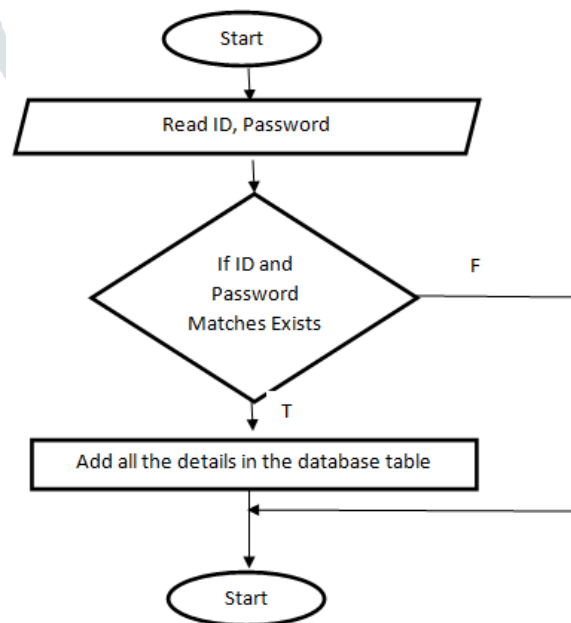 Start
Read ID, Password
If ID and
Password
Matches Exists
F
T
Add all the details in the database table
Start